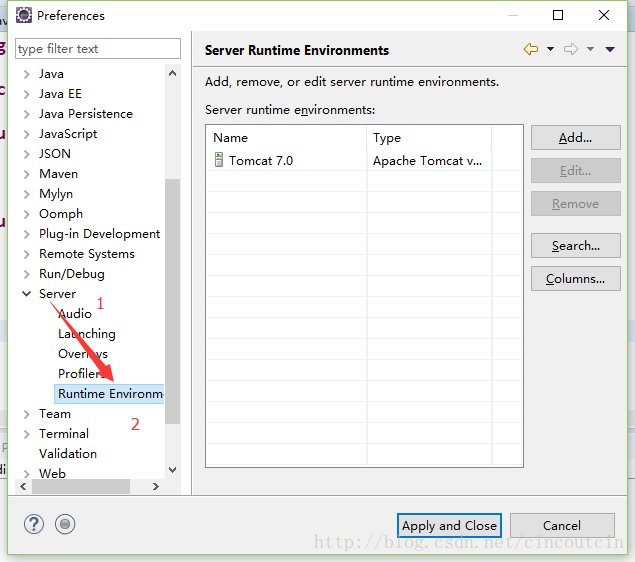 Preferences
type filter text
Java
Java EE
Java Persistence
JavaScript
JSON
Maven
Mylyn
Oomph
Plug-in Development
Remote Systems
Run/Debug
Server
1
Audio
Launching
Overlays
Profilers
Runtime Environm
2
Team
Terminal
Validation
Web
Server Runtime Environments
Add, remove, or edit server runtime environments.
Server runtime environments:
Name Type
Tomcat 7.0 Apache Tomcat v...
Add...
Edit...
Remove
Search...
Columns...
Apply and Close Cancel
http://blog.csdn.net/cincoutcin